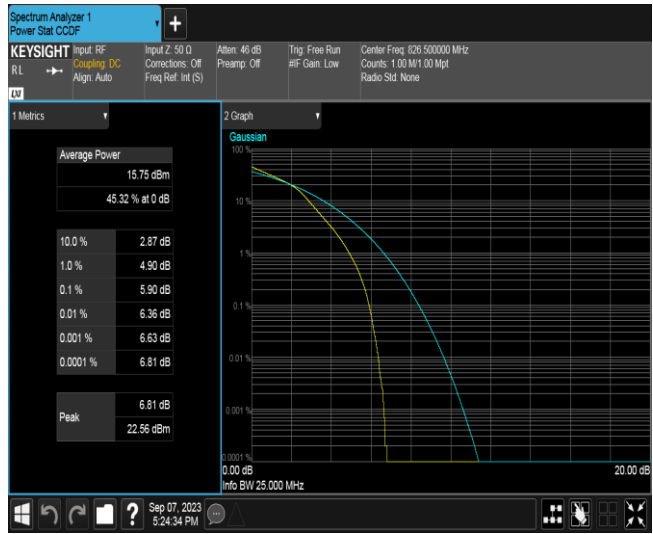 Spectrum Analyzer 1
Power Stat CCDF
+
KEYSIGHT
RL
LXI
Input: RF
Coupling: DC
Align: Auto
Input Z: 50 Ω
Corrections: Off
Freq Ref: Int (S)
Atten: 46 dB
Preamp: Off
Trig: Free Run
#IF Gain: Low
Center Freq: 826.500000 MHz
Counts: 1.00 M/1.00 Mpt
Radio Std: None
1 Metrics
Average Power
15.75 dBm
45.32 % at 0 dB
10.0 % 2.87 dB
1.0 % 4.90 dB
0.1 % 5.90 dB
0.01 % 6.36 dB
0.001 % 6.63 dB
0.0001 % 6.81 dB
Peak
6.81 dB
22.56 dBm
2 Graph
Gaussian
100 %
10 %
1 %
0.1 %
0.01 %
0.001 %
0.0001 %
0.00 dB 20.00 dB
Info BW 25.000 MHz
?
Sep 07, 2023
5:24:34 PM